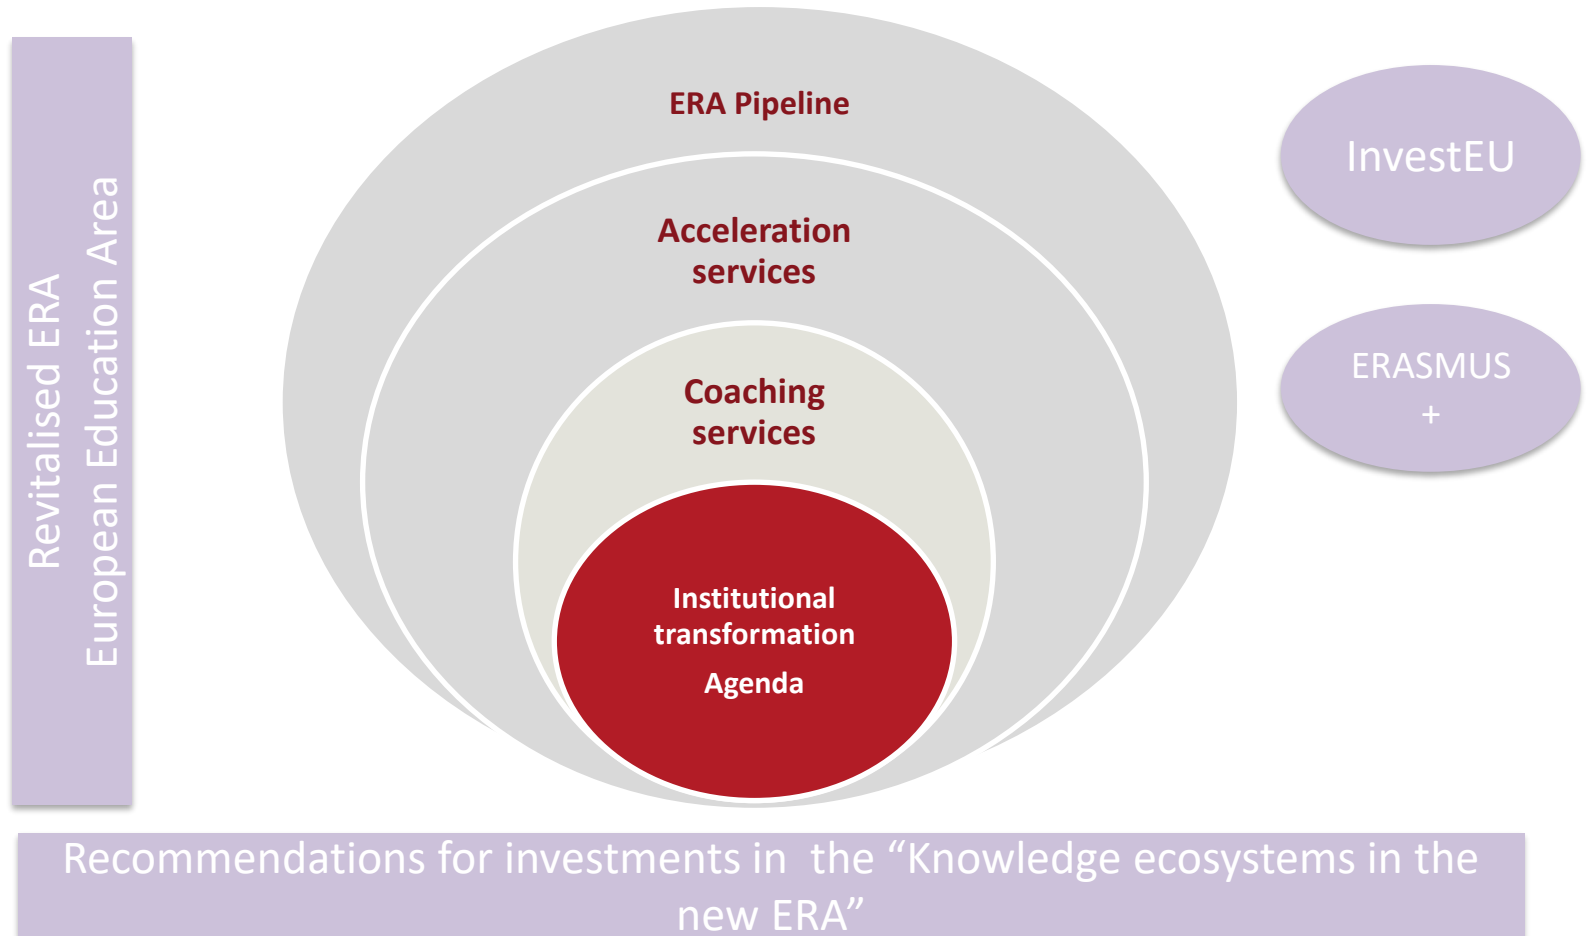 Revitalised ERA
European Education Area
ERA Pipeline
Acceleration
services
Coaching
services
Institutional
transformation
Agenda
InvestEU
ERASMUS
+
Recommendations for investments in  the “Knowledge ecosystems in the
new ERA”